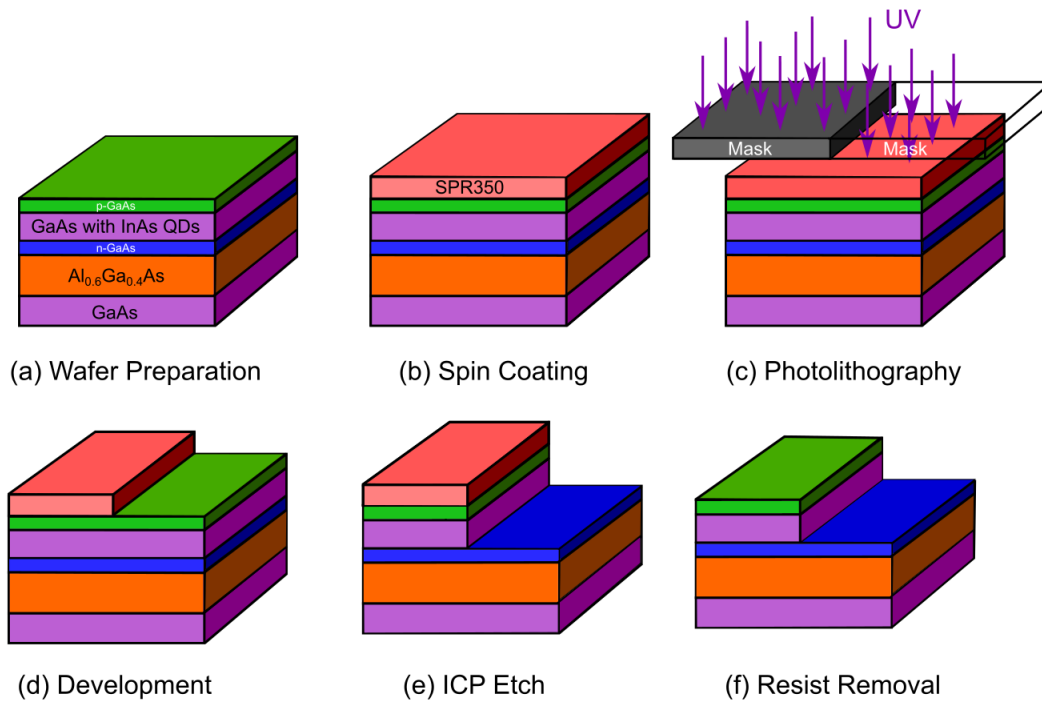 UV
Mask
Mask
p-GaAs
GaAs with InAs QDs
n-GaAs
Al₀.₆Ga₀.₄As
GaAs
SPR350
(a) Wafer Preparation
(b) Spin Coating
(c) Photolithography
(d) Development
(e) ICP Etch
(f) Resist Removal